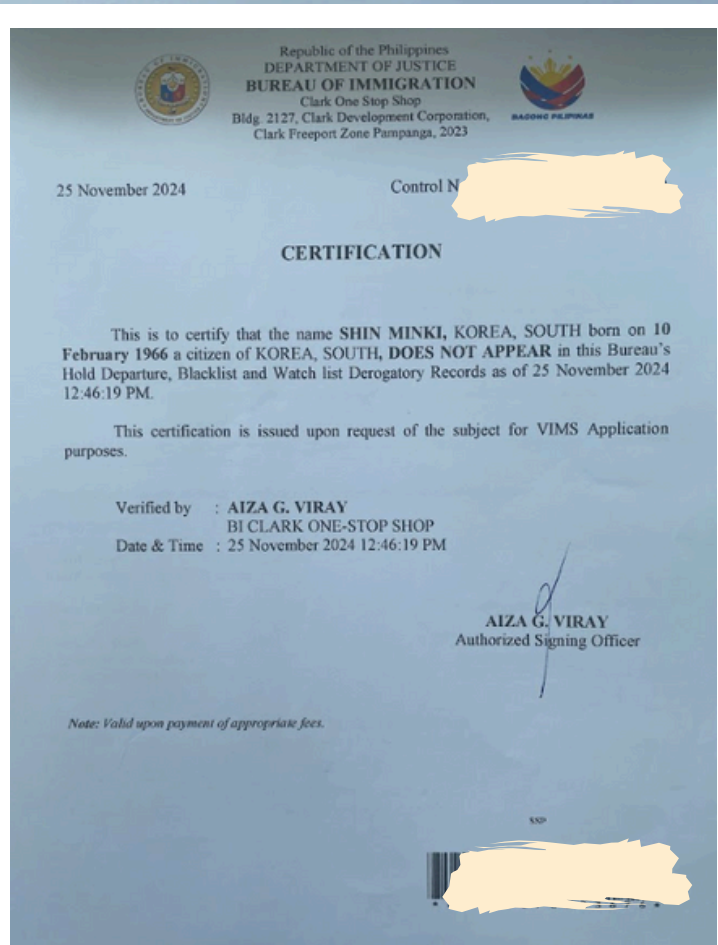 Republic of the Philippines
DEPARTMENT OF JUSTICE
BUREAU OF IMMIGRATION
Clark One Stop Shop
Bldg. 2127, Clark Development Corporation,
Clark Freeport Zone Pampanga, 2023
BAGONG PILIPINAS
25 November 2024
Control N
CERTIFICATION
This is to certify that the name SHIN MINKI, KOREA, SOUTH born on 10
February 1966 a citizen of KOREA, SOUTH, DOES NOT APPEAR in this Bureau's
Hold Departure, Blacklist and Watch list Derogatory Records as of 25 November 2024
12:46:19 PM.
This certification is issued upon request of the subject for VIMS Application
purposes.
Verified by : AIZA G. VIRAY
BI CLARK ONE-STOP SHOP
Date & Time : 25 November 2024 12:46:19 PM
AIZA G. VIRAY
Authorized Signing Officer
Note: Valid upon payment of appropriate fees.
SSP